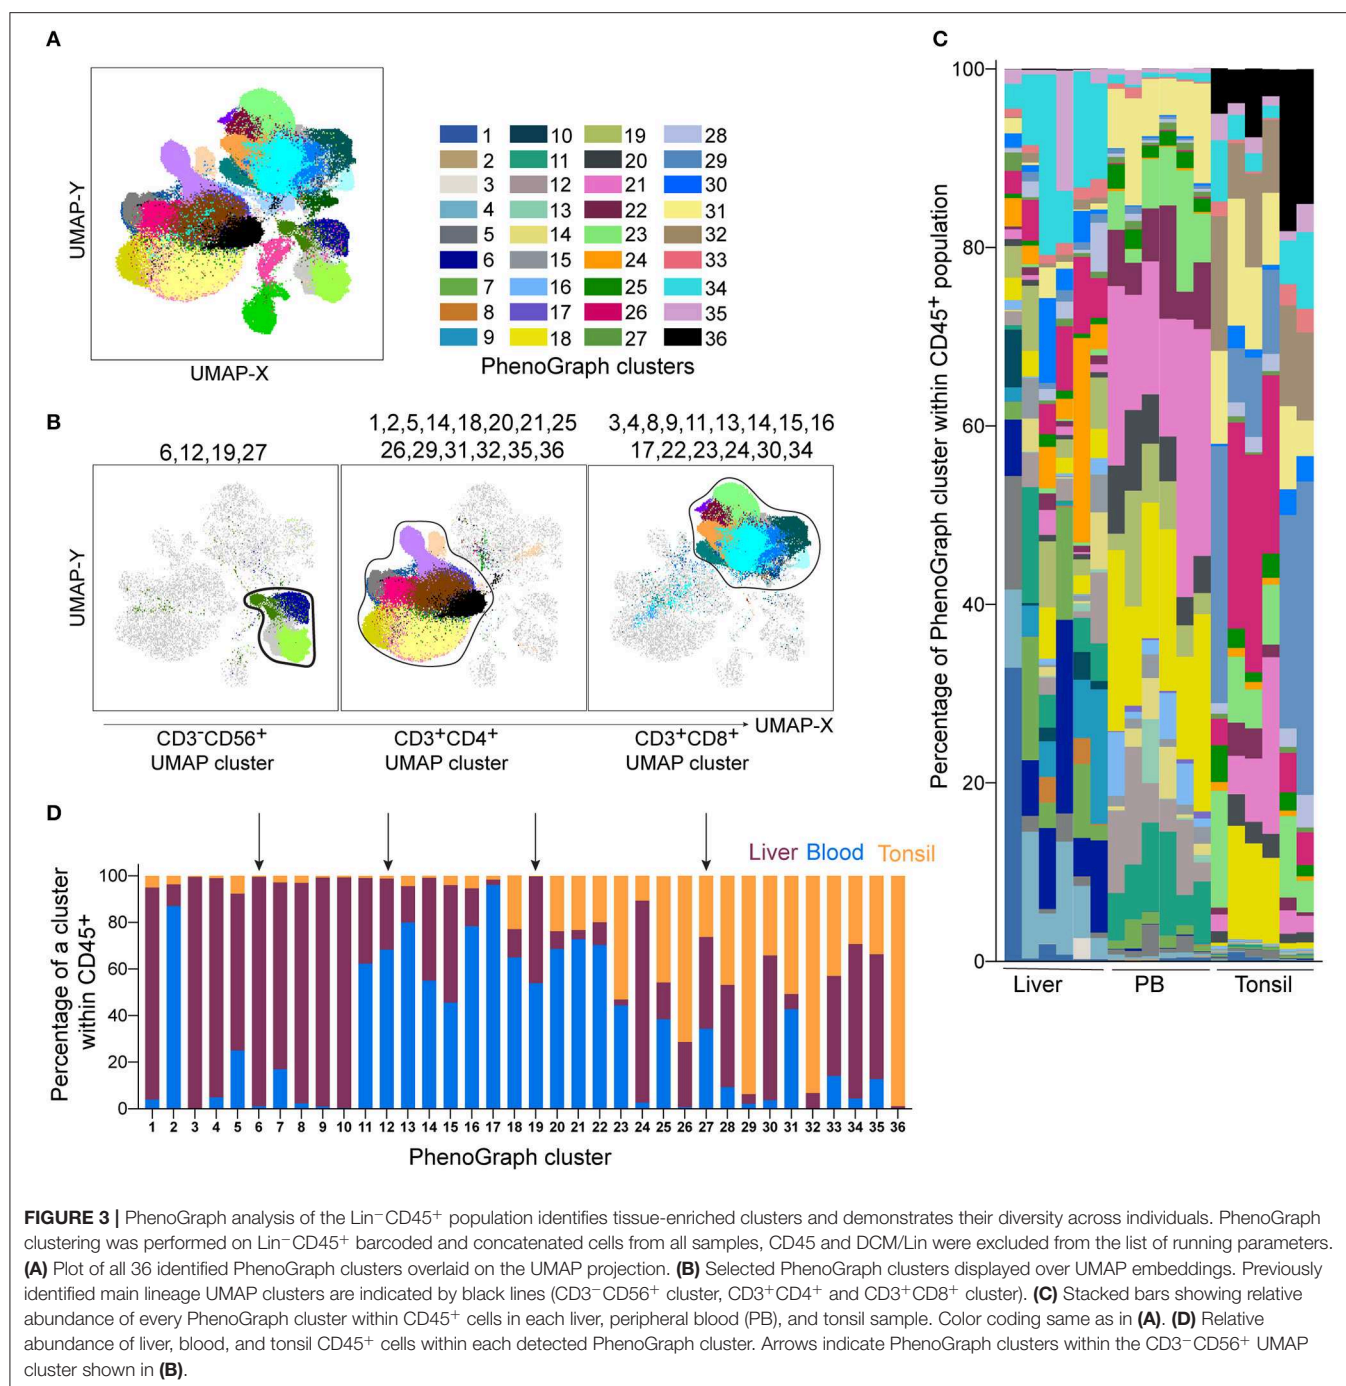 A
UMAP-Y
UMAP-X
1 10 19 28
2 11 20 29
3 12 21 30
4 13 22 31
5 14 23 32
6 15 24 33
7 16 25 34
8 17 26 35
9 18 27 36
PhenoGraph clusters
B
6,12,19,27
1,2,5,14,18,20,21,25
26,29,31,32,35,36
3,4,8,9,11,13,14,15,16
17,22,23,24,30,34
UMAP-Y
UMAP-X
CD3⁻CD56⁺
UMAP cluster
CD3⁺CD4⁺
UMAP cluster
CD3⁺CD8⁺
UMAP cluster
C
Percentage of PhenoGraph cluster within CD45⁺ population
100
80
60
40
20
0
Liver PB Tonsil
D
Liver Blood Tonsil
Percentage of a cluster
within CD45⁺
100
80
60
40
20
0
1 2 3 4 5 6 7 8 9 10 11 12 13 14 15 16 17 18 19 20 21 22 23 24 25 26 27 28 29 30 31 32 33 34 35 36
PhenoGraph cluster
FIGURE 3 | PhenoGraph analysis of the Lin⁻CD45⁺ population identifies tissue-enriched clusters and demonstrates their diversity across individuals. PhenoGraph
clustering was performed on Lin⁻CD45⁺ barcoded and concatenated cells from all samples, CD45 and DCM/Lin were excluded from the list of running parameters.
(A) Plot of all 36 identified PhenoGraph clusters overlaid on the UMAP projection. (B) Selected PhenoGraph clusters displayed over UMAP embeddings. Previously
identified main lineage UMAP clusters are indicated by black lines (CD3⁻CD56⁺ cluster, CD3⁺CD4⁺ and CD3⁺CD8⁺ cluster). (C) Stacked bars showing relative
abundance of every PhenoGraph cluster within CD45⁺ cells in each liver, peripheral blood (PB), and tonsil sample. Color coding same as in (A). (D) Relative
abundance of liver, blood, and tonsil CD45⁺ cells within each detected PhenoGraph cluster. Arrows indicate PhenoGraph clusters within the CD3⁻CD56⁺ UMAP
cluster shown in (B).